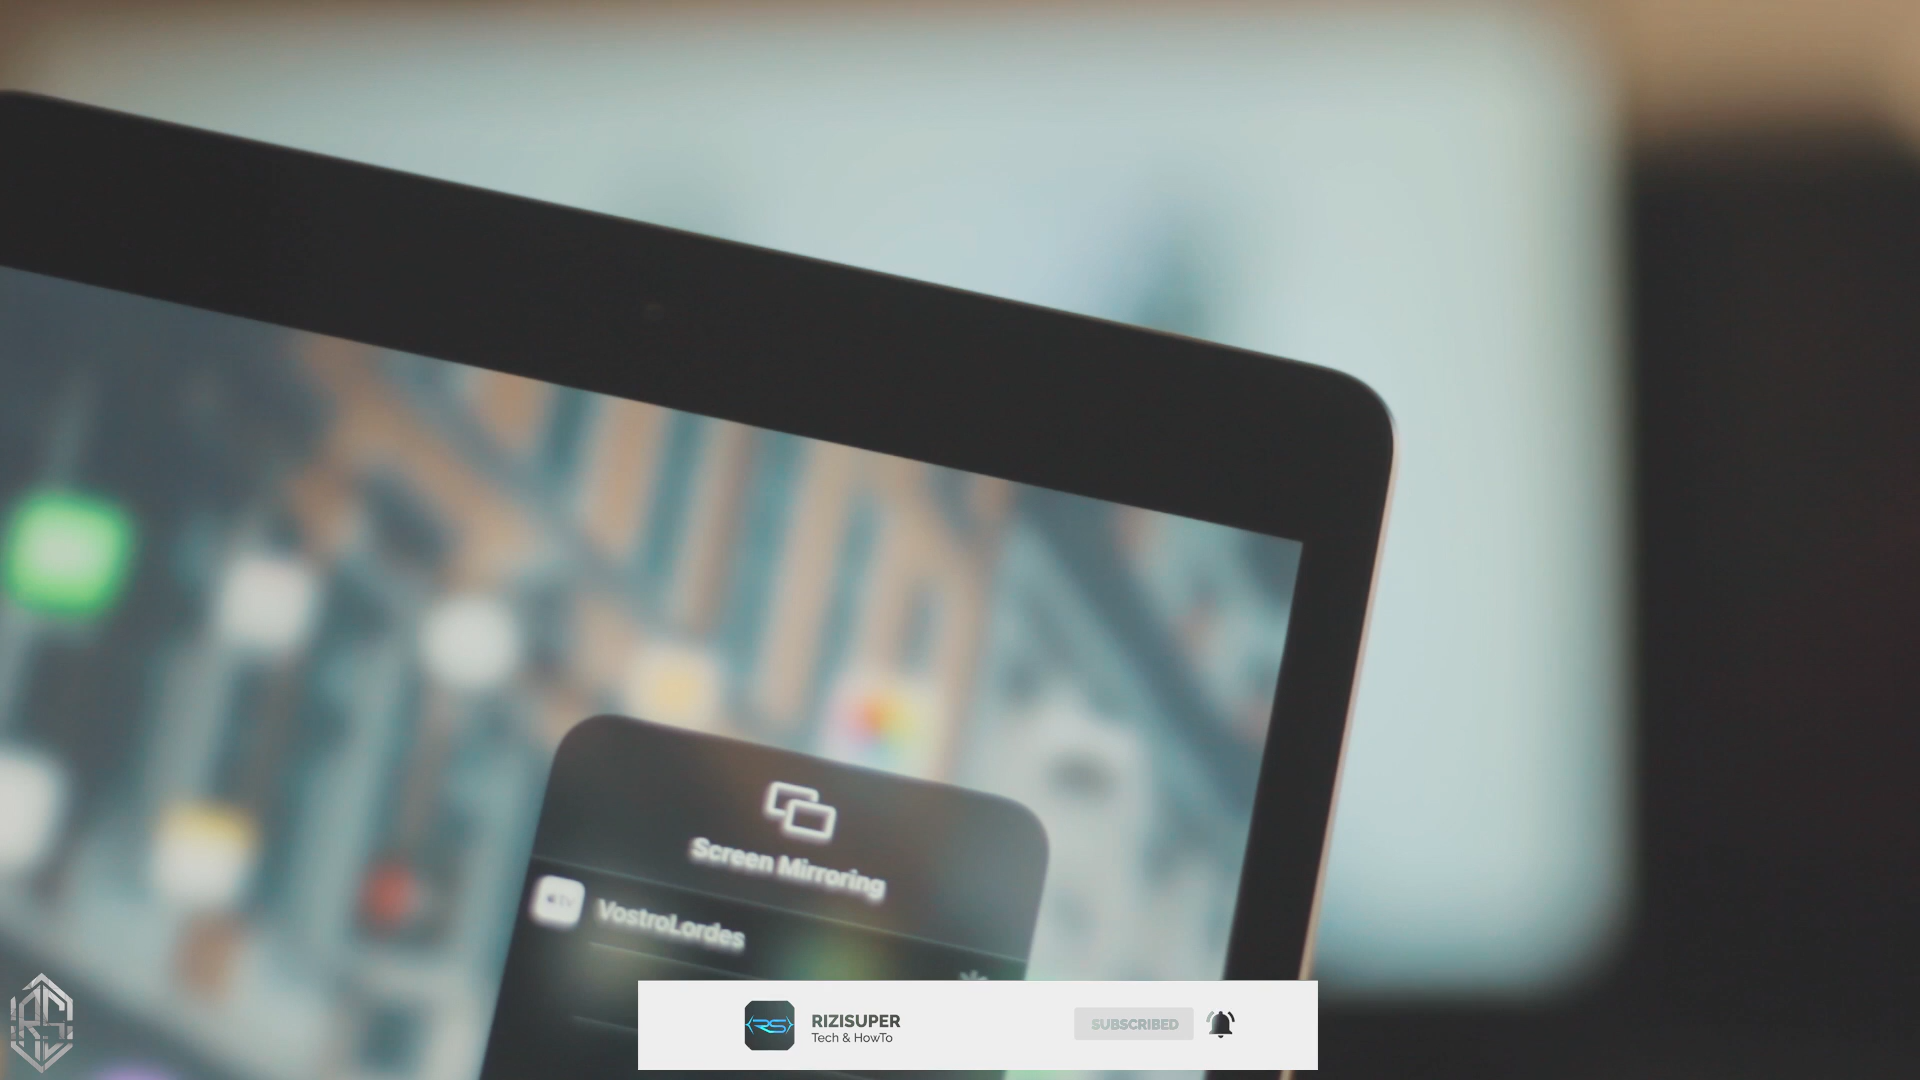 Screen Mirroring
VostroLordes
RIZISUPER
Tech & HowTo
SUBSCRIBED